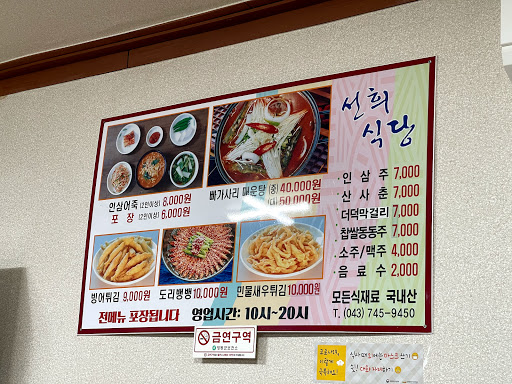 선희
식당
인삼어죽 (2인이상) 8,000원
포 장 (2인이상) 6,000원
빠가사리 매운탕 (중) 40,000원
(대) 50,000원
빙어튀김 9,000원
도리뱅뱅 10,000원
민물새우튀김 10,000원
· 인 삼 주 7,000
· 산 사 춘 7,000
· 더덕막걸리 7,000
· 찹쌀동동주 7,000
· 소주/맥주 4,000
· 음 료 수 2,000
전메뉴 포장됩니다 영업시간: 10시~20시
모든식재료 국내산
T. (043) 745-9450
금연구역